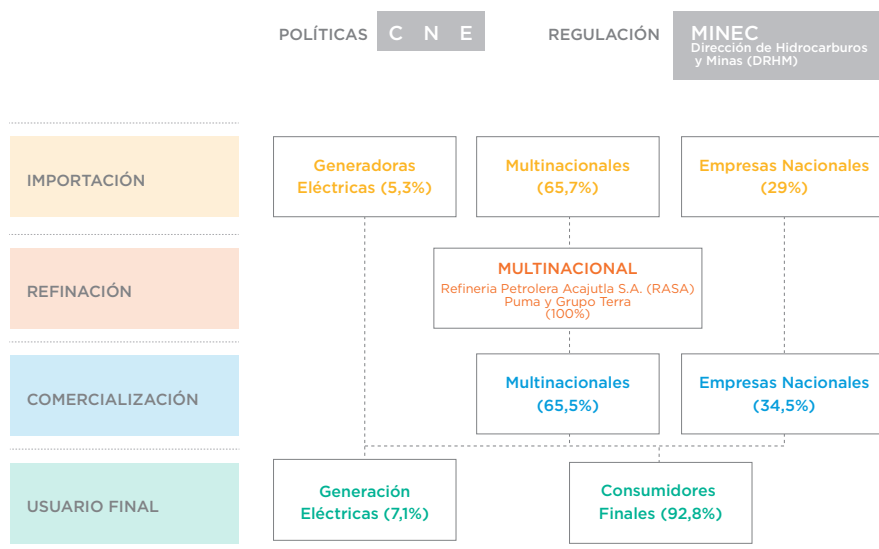 POLÍTICAS
C N E
REGULACIÓN
MINEC
Dirección de Hidrocarburos
y Minas (DRHM)
IMPORTACIÓN
Generadoras
Eléctricas (5,3%)
Multinacionales
(65,7%)
Empresas Nacionales
(29%)
REFINACIÓN
MULTINACIONAL
Refineria Petrolera Acajutla S.A. (RASA)
Puma y Grupo Terra
(100%)
COMERCIALIZACIÓN
Multinacionales
(65,5%)
Empresas Nacionales
(34,5%)
USUARIO FINAL
Generación
Eléctricas (7,1%)
Consumidores
Finales (92,8%)